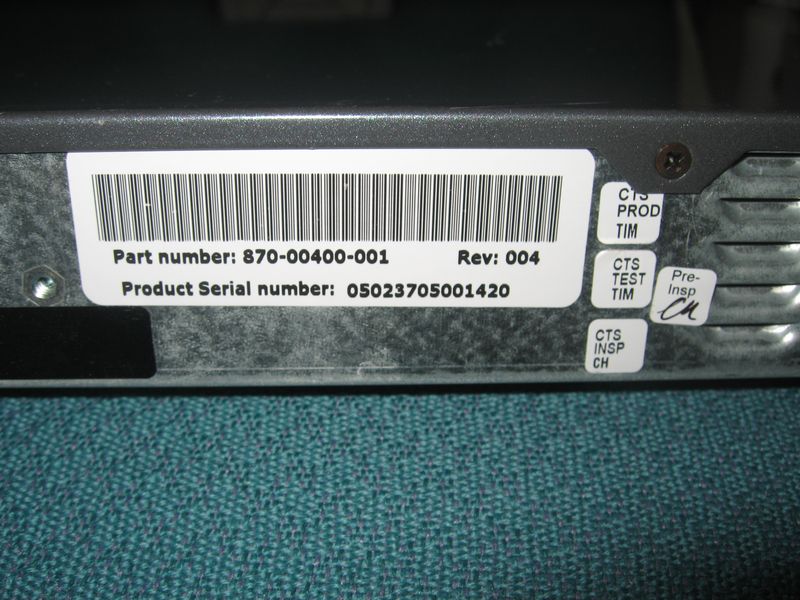 Part number: 870-00400-001 Rev: 004
Product Serial number: 05023705001420
CTS
PROD
TIM
CTS
TEST
TIM
Pre-
Insp
CH
CTS
INSP
CH